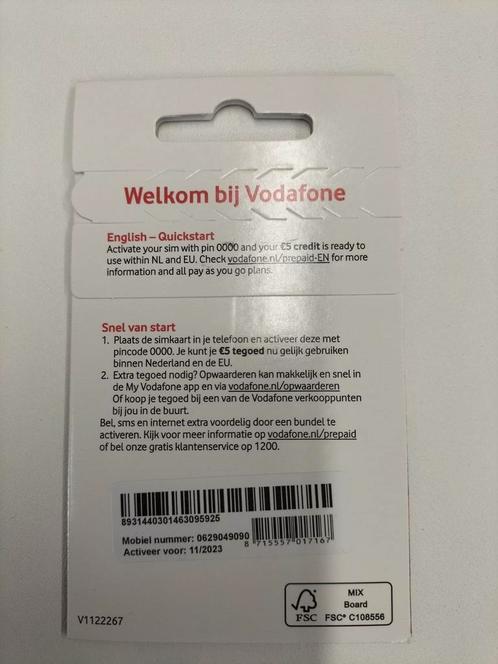 Welkom bij Vodafone
English – Quickstart
Activate your sim with pin 0000 and your €5 credit is ready to
use within NL and EU. Check vodafone.nl/prepaid-EN for more
information and all pay as you go plans.
Snel van start
1. Plaats de simkaart in je telefoon en activeer deze met
pincode 0000. Je kunt je €5 tegoed nu gelijk gebruiken
binnen Nederland en de EU.
2. Extra tegoed nodig? Opwaarderen kan makkelijk en snel in
de My Vodafone app en via vodafone.nl/opwaarderen
Of koop je tegoed bij een van de Vodafone verkooppunten
bij jou in de buurt.
Bel, sms en internet extra voordelig door een bundel te
activeren. Kijk voor meer informatie op vodafone.nl/prepaid
of bel onze gratis klantenservice op 1200.
8931440301463095925
Mobiel nummer: 0629049090
Activeer voor: 11/2023
8 715557 017167
MIX
Board
FSC FSC® C108556
V1122267